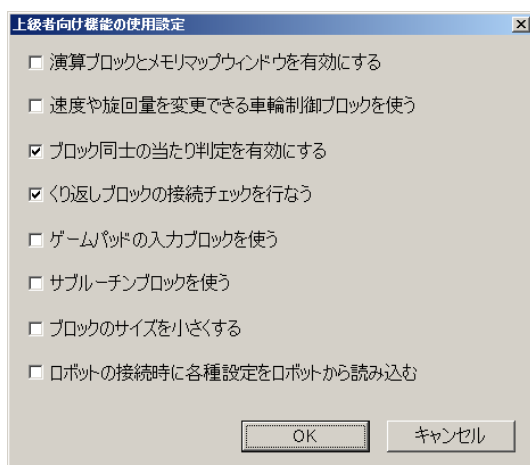 上級者向け機能の使用設定
演算ブロックとメモリマップウィンドウを有効にする
速度や旋回量を変更できる車輪制御ブロックを使う
ブロック同士の当たり判定を有効にする
くり返しブロックの接続チェックを行なう
ゲームパッドの入力ブロックを使う
サブルーチンブロックを使う
ブロックのサイズを小さくする
ロボットの接続時に各種設定をロボットから読み込む
OK キャンセル